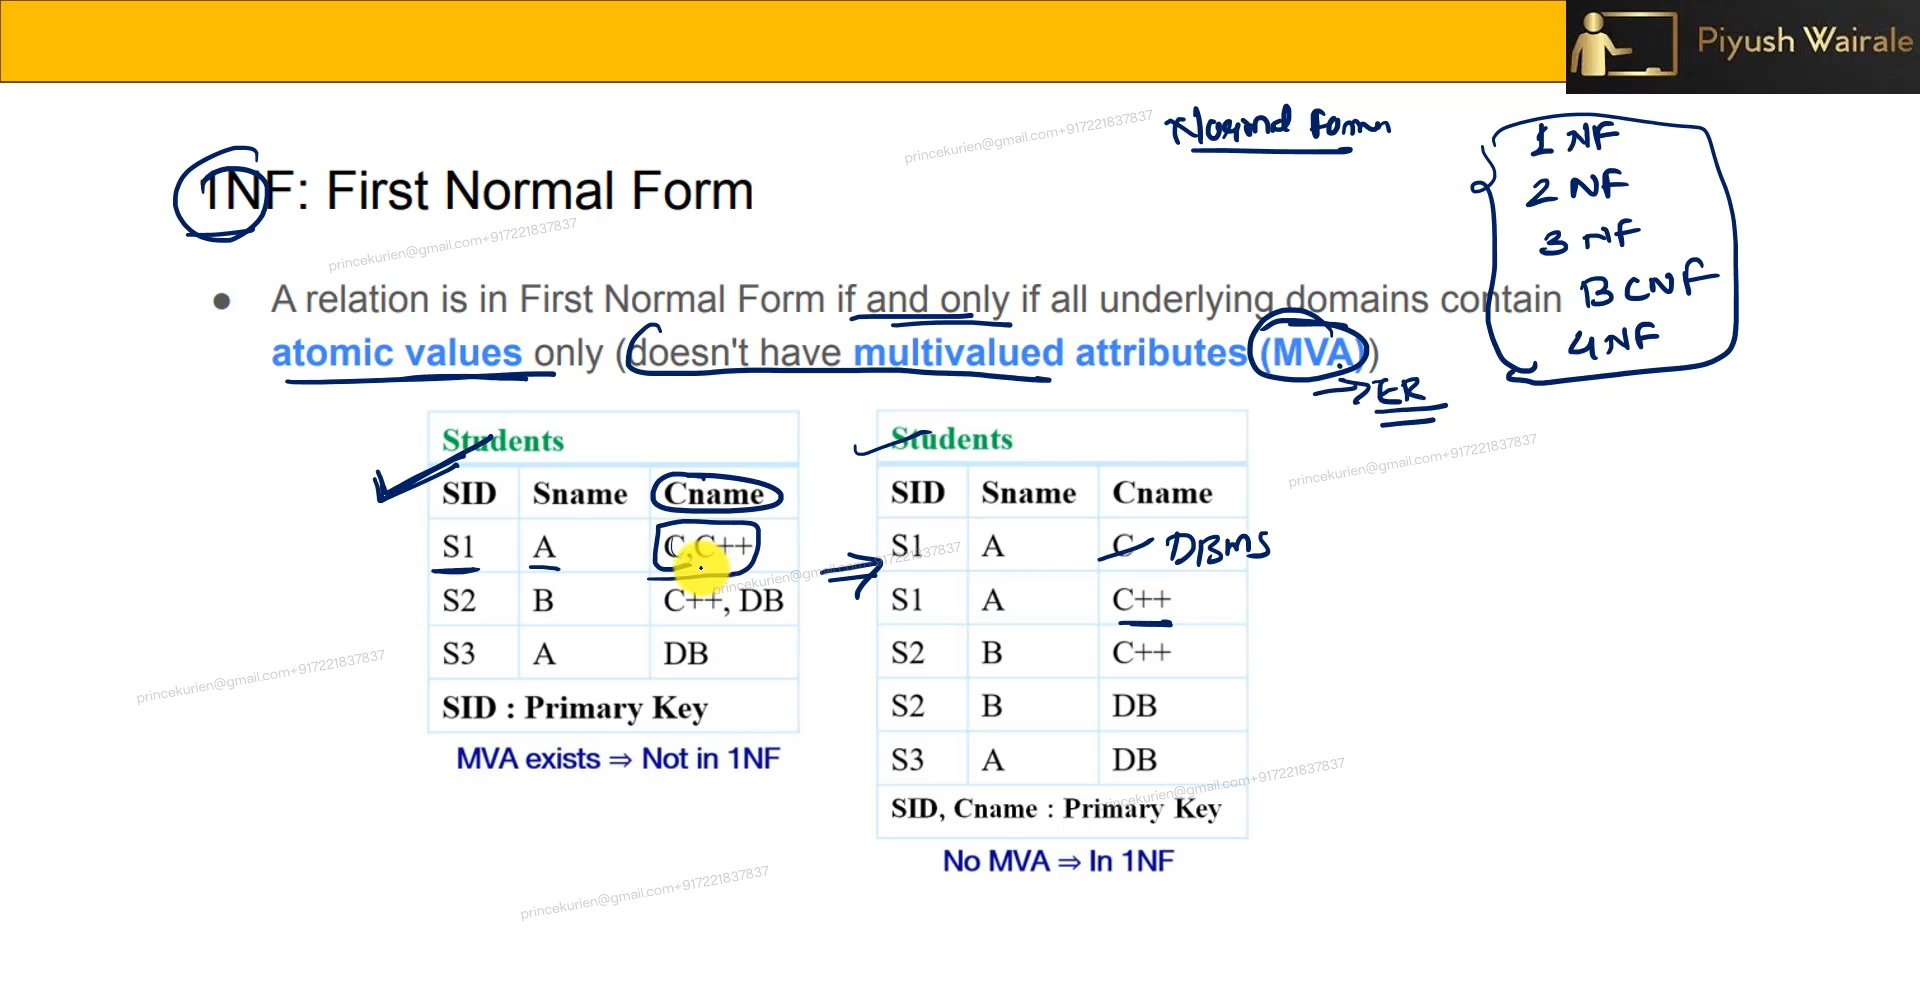 Piyush Wairale
Normal forms
1 NF
2 NF
3 NF
BCNF
4NF
princekurien@gmail.com+917221837837
1NF: First Normal Form
princekurien@gmail.com+917221837837
● A relation is in First Normal Form if and only if all underlying domains contain
atomic values only (doesn't have multivalued attributes (MVA))
→ ER
princekurien@gmail.com+917221837837
Students
SID Sname Cname
S1 A C,C++
S2 B C++, DB
S3 A DB
SID : Primary Key
MVA exists ⇒ Not in 1NF
princekurien@gmail.com+917221837837
⇒
Students
SID Sname Cname
S1 A C DBMS
S1 A C++
S2 B C++
S2 B DB
S3 A DB
SID, Cname : Primary Key
No MVA ⇒ In 1NF
princekurien@gmail.com+917221837837
princekurien@gmail.com+917221837837
princekurien@gmail.com+917221837837